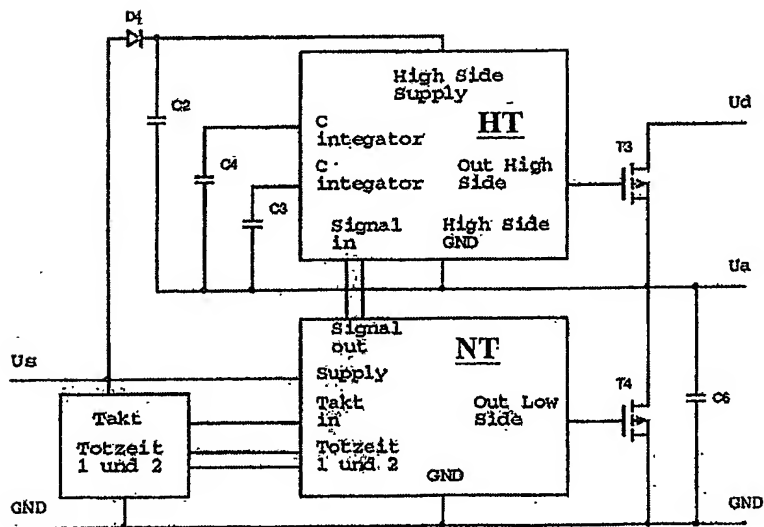 D4
High Side
Supply
HT
C2
C
integator
C4
C
integator
C3
Out High
Side
Signal
in
High Side
GND
T3
Ud
Ua
Signal
out
NT
Us
Supply
Takt
in
Totzeit
1 und 2
Out Low
Side
GND
T4
C6
Takt
Totzeit
1 und 2
GND
GND